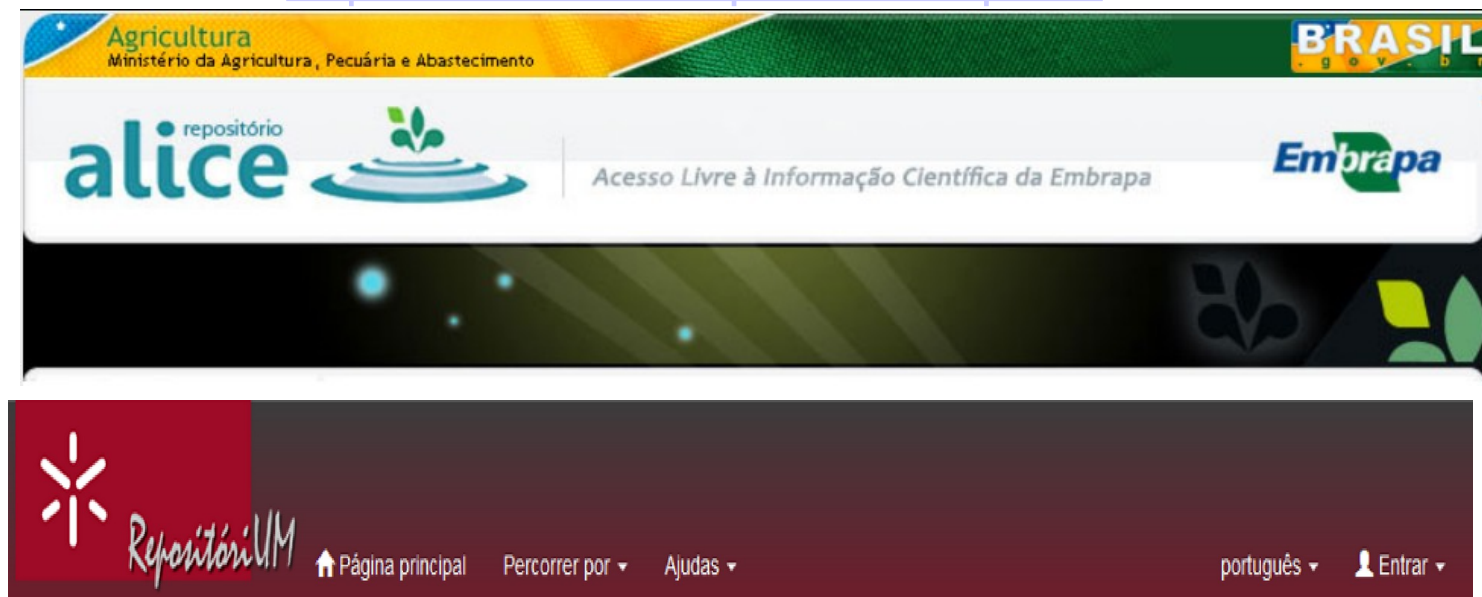 Agricultura
Ministério da Agricultura, Pecuária e Abastecimento
BRASIL
.gov.br
repositório
alice
Acesso Livre à Informação Científica da Embrapa
Embrapa
RepositóriUM
Página principal Percorrer por Ajudas português Entrar